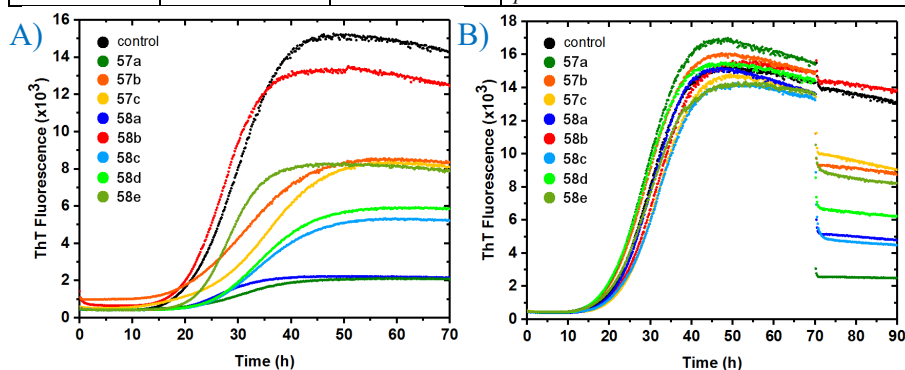 A)
B)
control
57a
57b
57c
58a
58b
58c
58d
58e
ThT Fluorescence (x10³)
16
14
12
10
8
6
4
2
0
0 10 20 30 40 50 60 70
Time (h)
control
57a
57b
57c
58a
58b
58c
58d
58e
ThT Fluorescence (x10³)
18
16
14
12
10
8
6
4
2
0
0 10 20 30 40 50 60 70 80 90
Time (h)